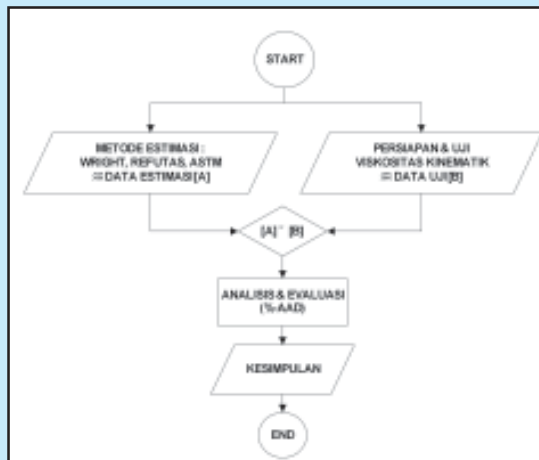 START
METODE ESTIMASI :
WRIGHT, REFUTAS, ASTM
= DATA ESTIMASI [A]
PERSIAPAN & UJI
VISKOSITAS KINEMATIK
= DATA UJI [B]
[A] ~ [B]
ANALISIS & EVALUASI
(%-AAD)
KESIMPULAN
END